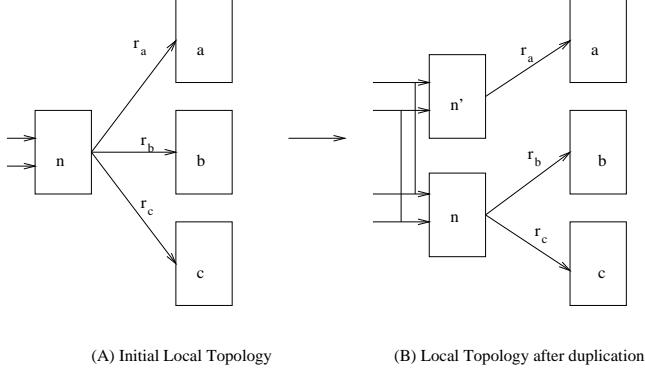 r_a
a
n
r_b
b
r_c
c
(A) Initial Local Topology
r_a
a
n'
r_b
b
n
r_c
c
(B) Local Topology after duplication